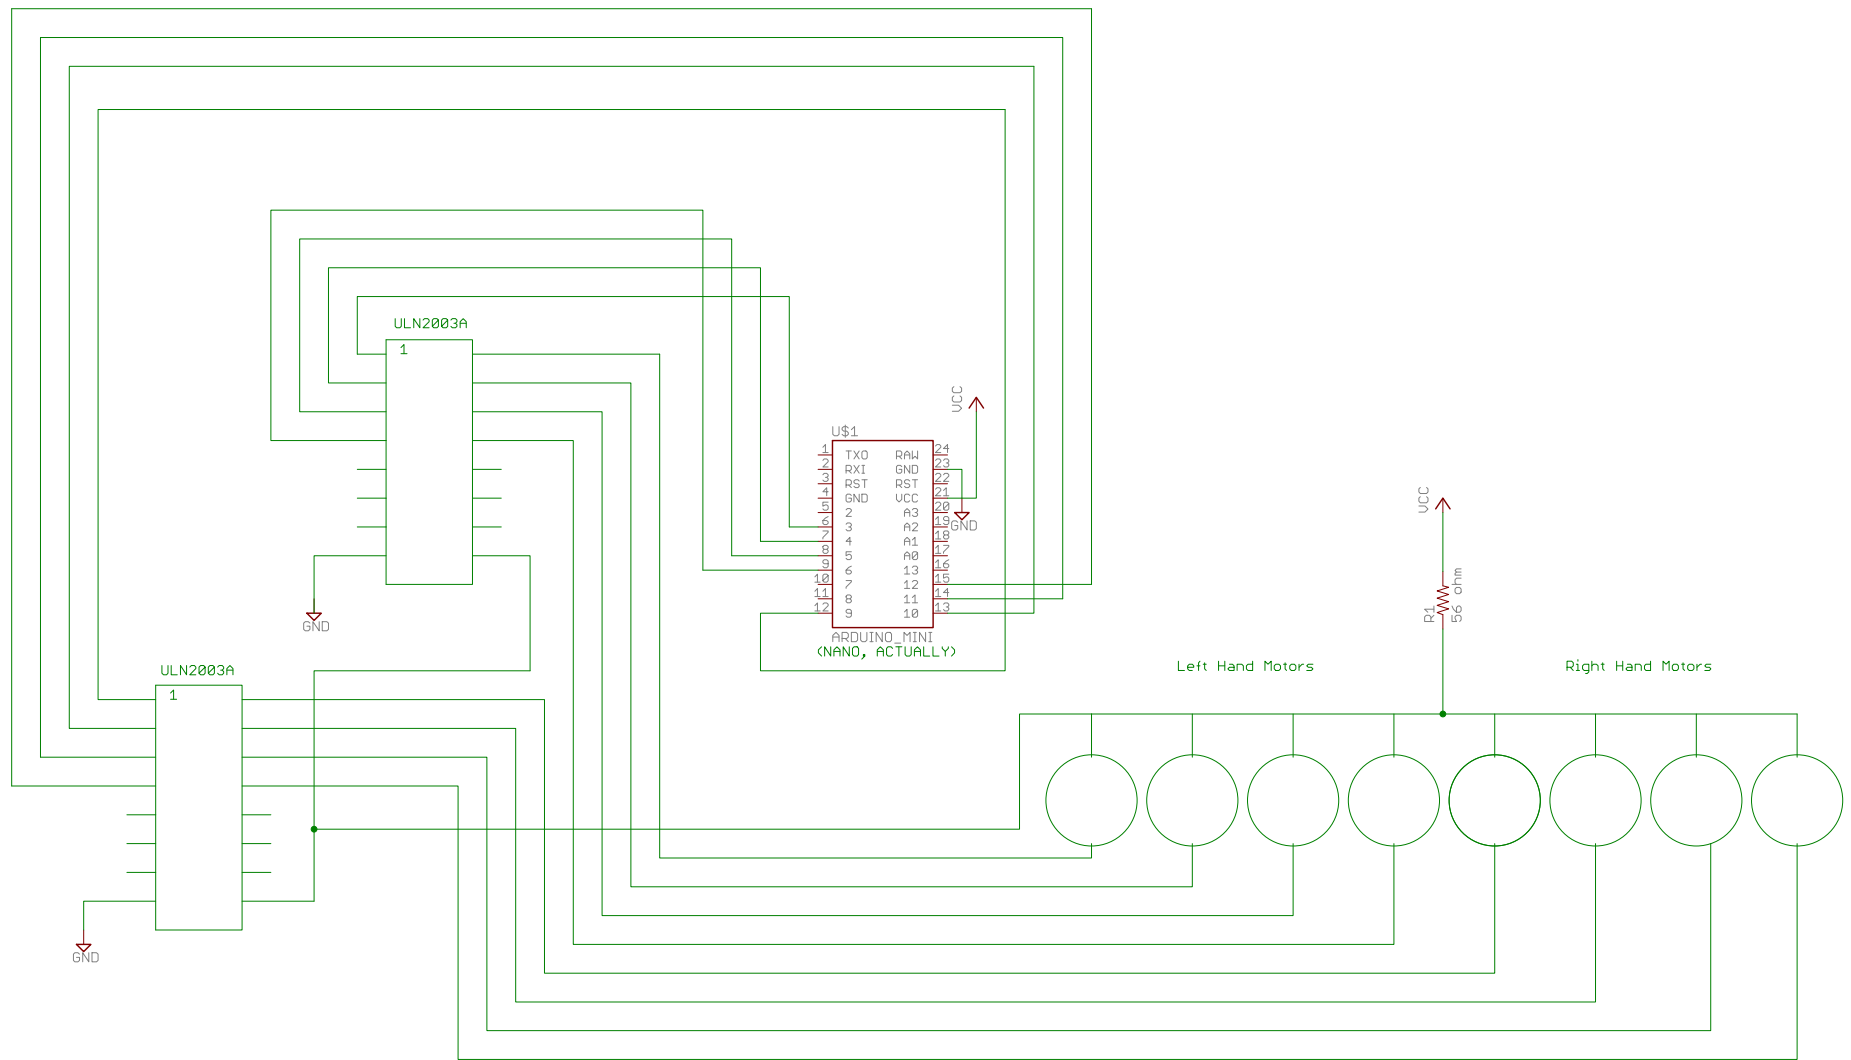 ULN2003A
1
VCC
U$1
1 TXO RAW 24
2 RXI GND 23
3 RST RST 22
4 GND VCC 21
5 2 A3 20
6 3 A2 19
7 4 A1 18
8 5 A0 17
9 6 13 16
10 7 12 15
11 8 11 14
12 9 10 13
GND
ARDUINO_MINI
(NANO, ACTUALLY)
GND
VCC
R1
56 ohm
Left Hand Motors
Right Hand Motors
ULN2003A
1
GND